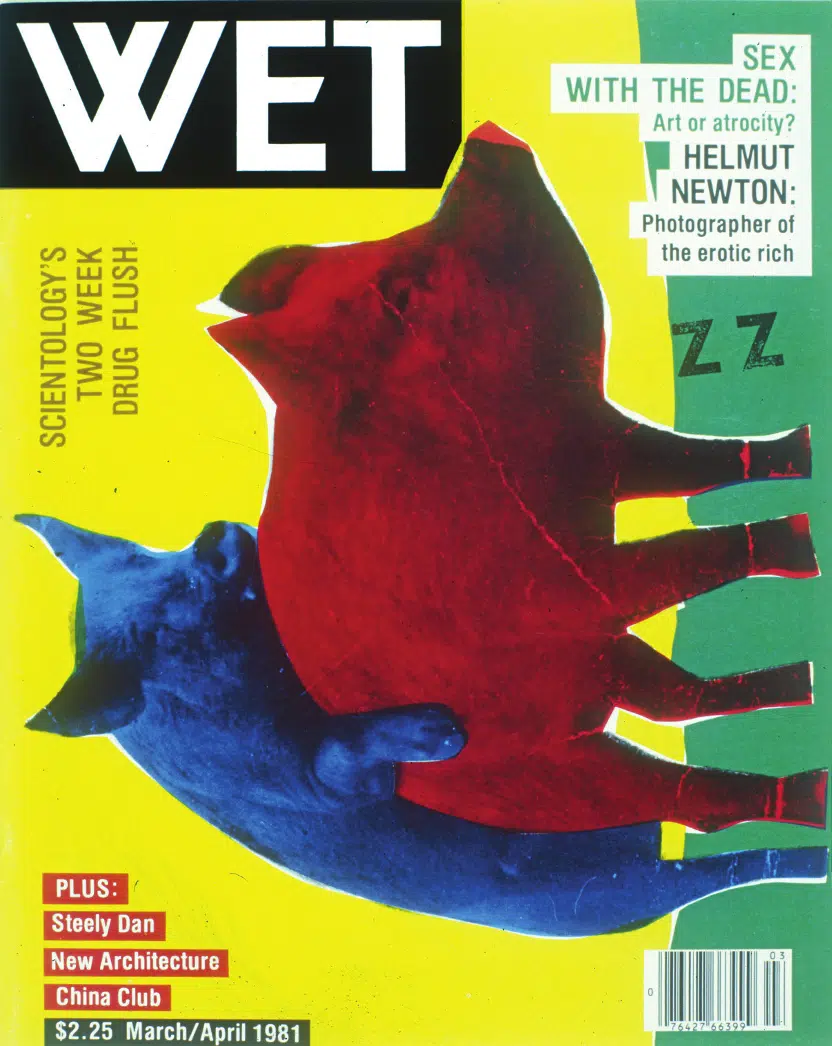 WET
SEX
WITH THE DEAD:
Art or atrocity?
HELMUT
NEWTON:
Photographer of
the erotic rich
SCIENTOLOGY'S
TWO WEEK
DRUG FLUSH
Z Z
PLUS:
Steely Dan
New Architecture
China Club
$2.25 March/April 1981
03
0
76427 66399